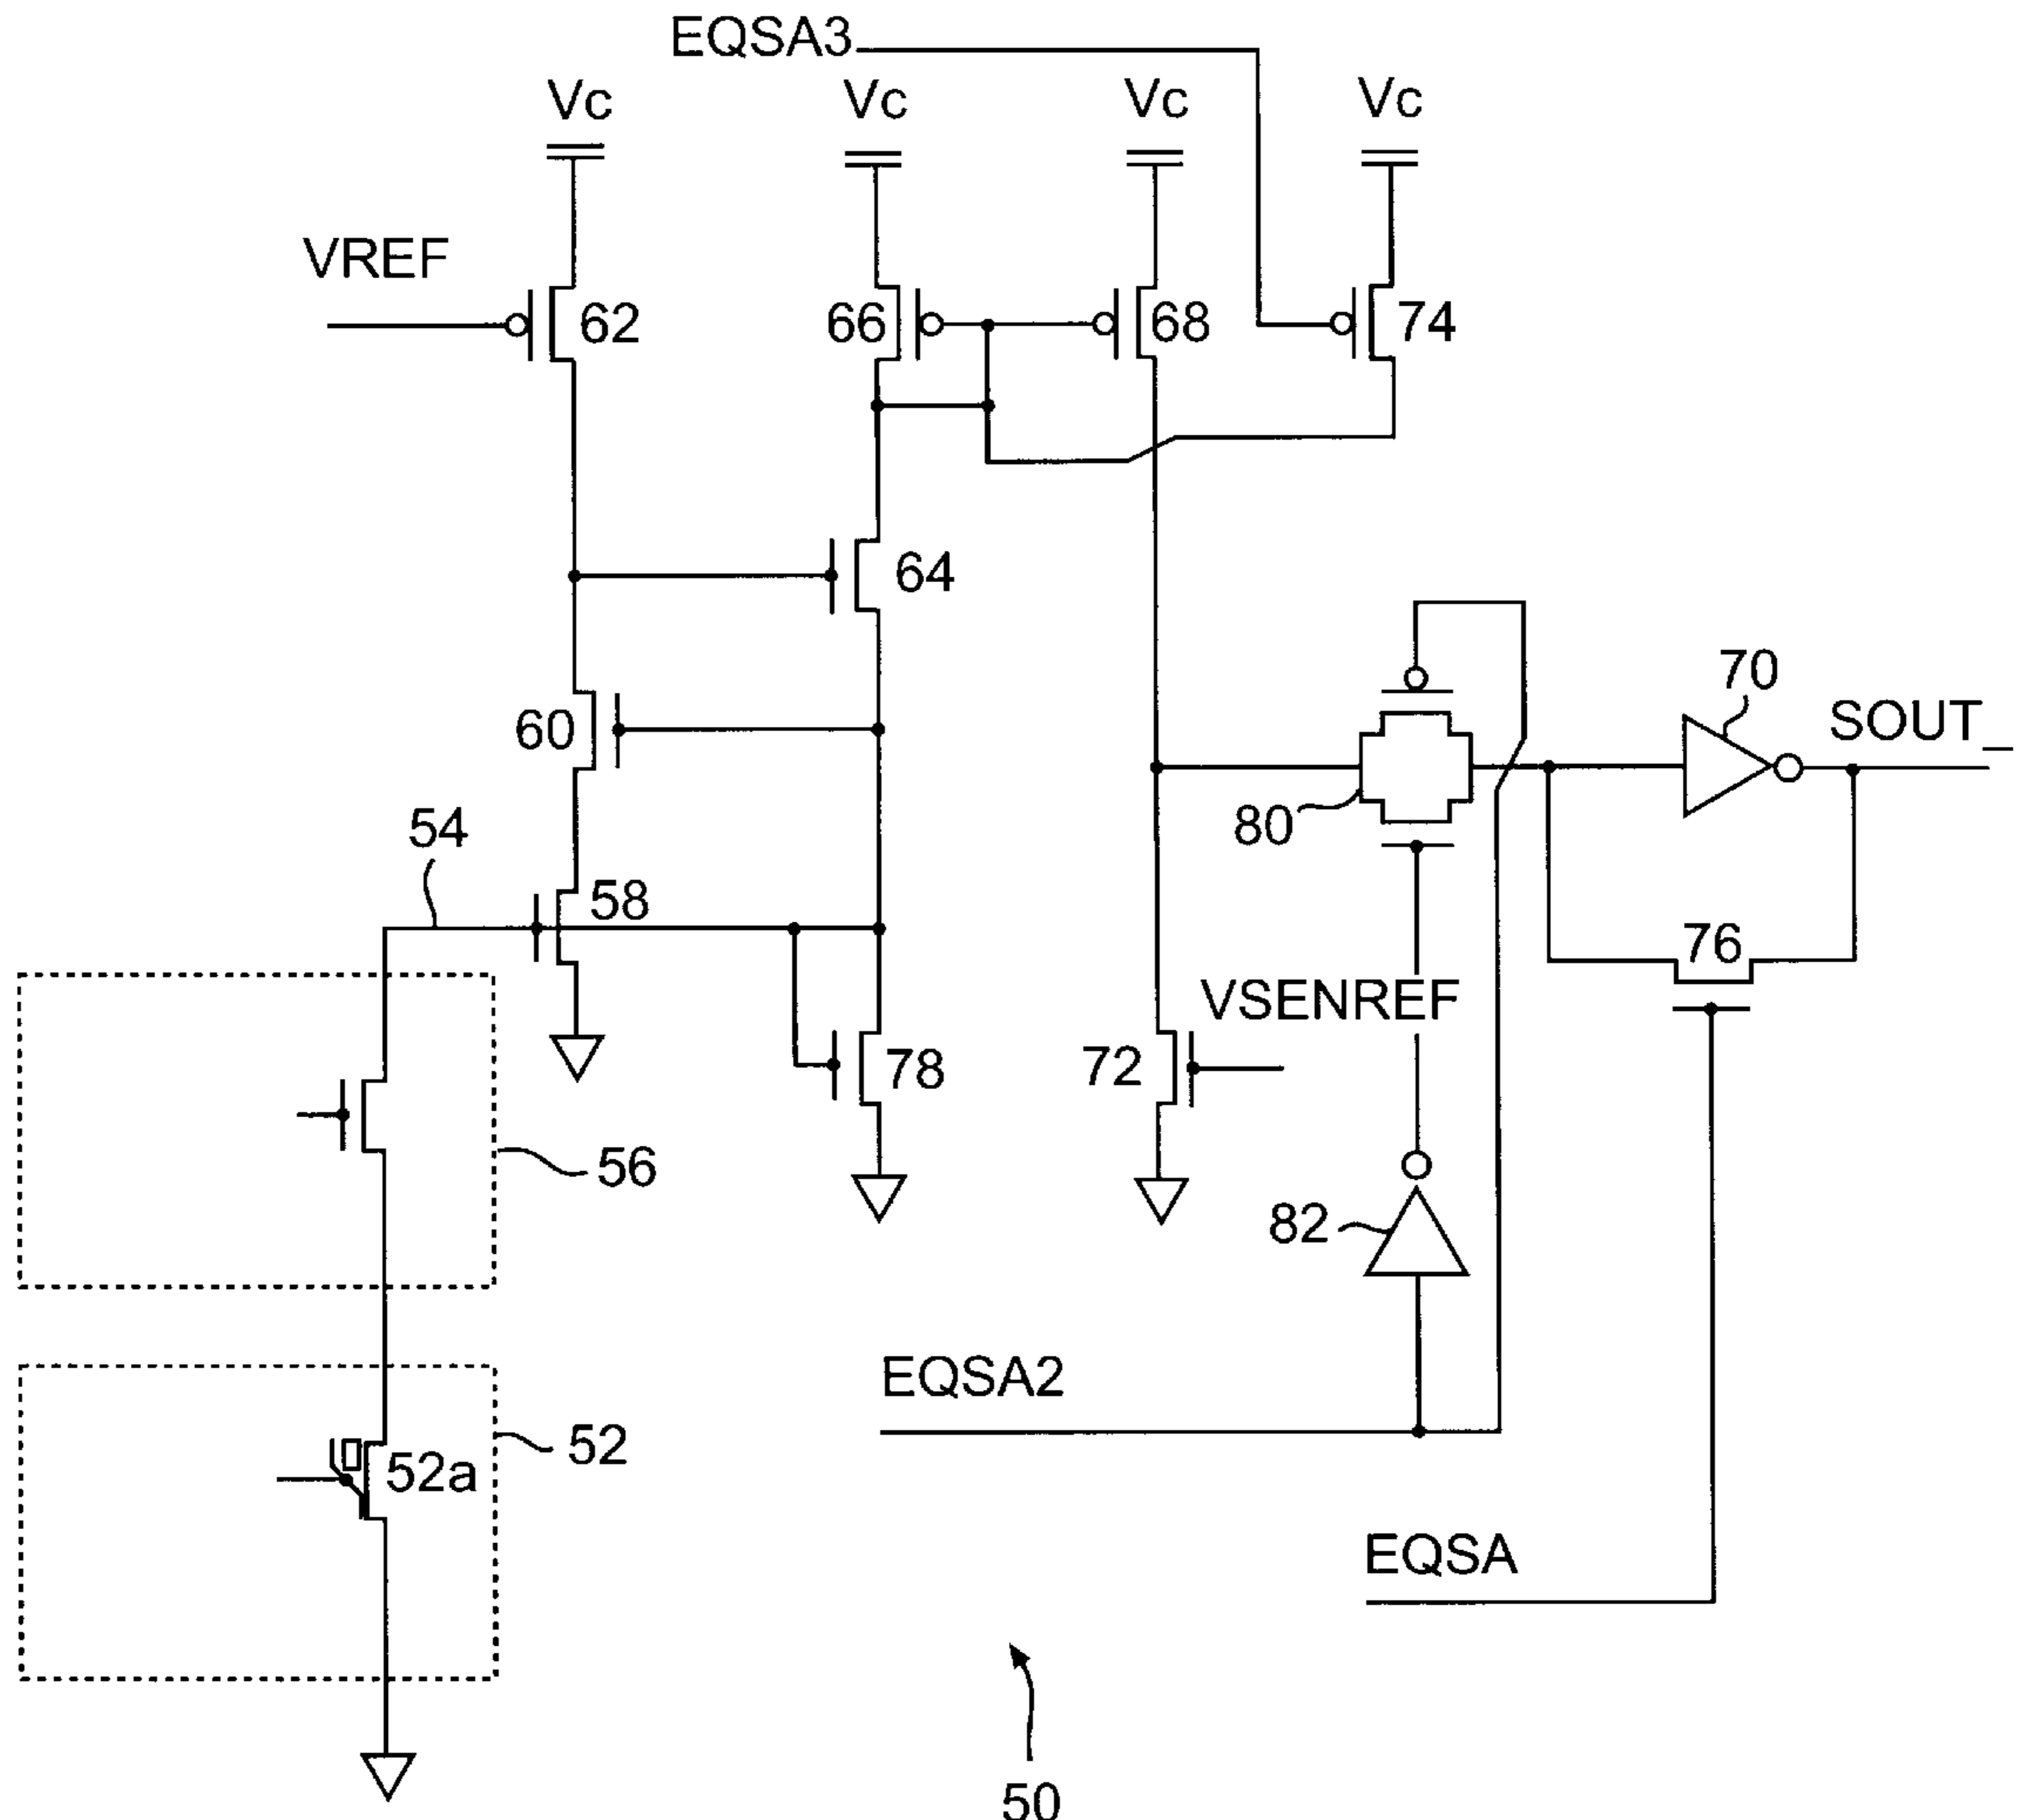 EQSA3
Vc Vc Vc Vc
VREF
62 66 68 74
64
60
70
SOUT_
80
54
58
76
VSENREF
78 72
56
82
EQSA2
52
52a
EQSA
50